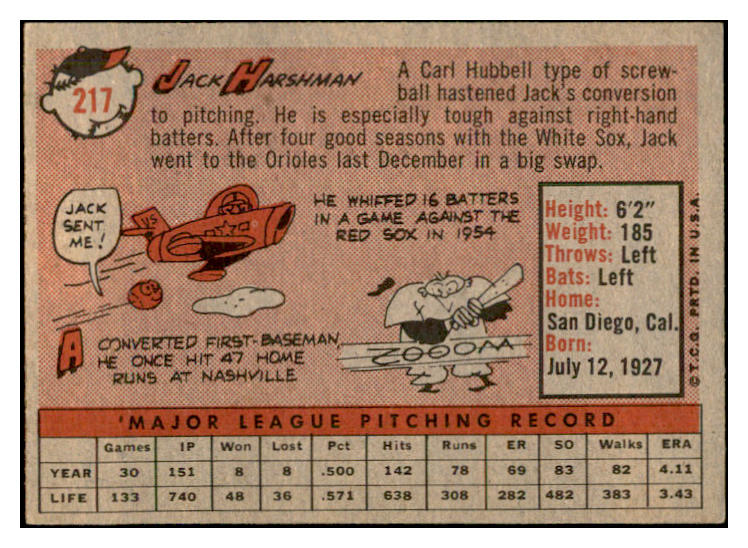 217
JACK HARSHMAN
A Carl Hubbell type of screw-
ball hastened Jack's conversion
to pitching. He is especially tough against right-hand
batters. After four good seasons with the White Sox, Jack
went to the Orioles last December in a big swap.
JACK
SENT
ME!
US
HE WHIFFED 16 BATTERS
IN A GAME AGAINST THE
RED SOX IN 1954
A CONVERTED FIRST-BASEMAN,
HE ONCE HIT 47 HOME
RUNS AT NASHVILLE
ZOOOM
Height: 6'2"
Weight: 185
Throws: Left
Bats: Left
Home:
San Diego, Cal.
Born:
July 12, 1927
© T.C.G. PRTD. IN U.S.A.
'MAJOR LEAGUE PITCHING RECORD
Games IP Won Lost Pct Hits Runs ER SO Walks ERA
YEAR 30 151 8 8 .500 142 78 69 83 82 4.11
LIFE 133 740 48 36 .571 638 308 282 482 383 3.43